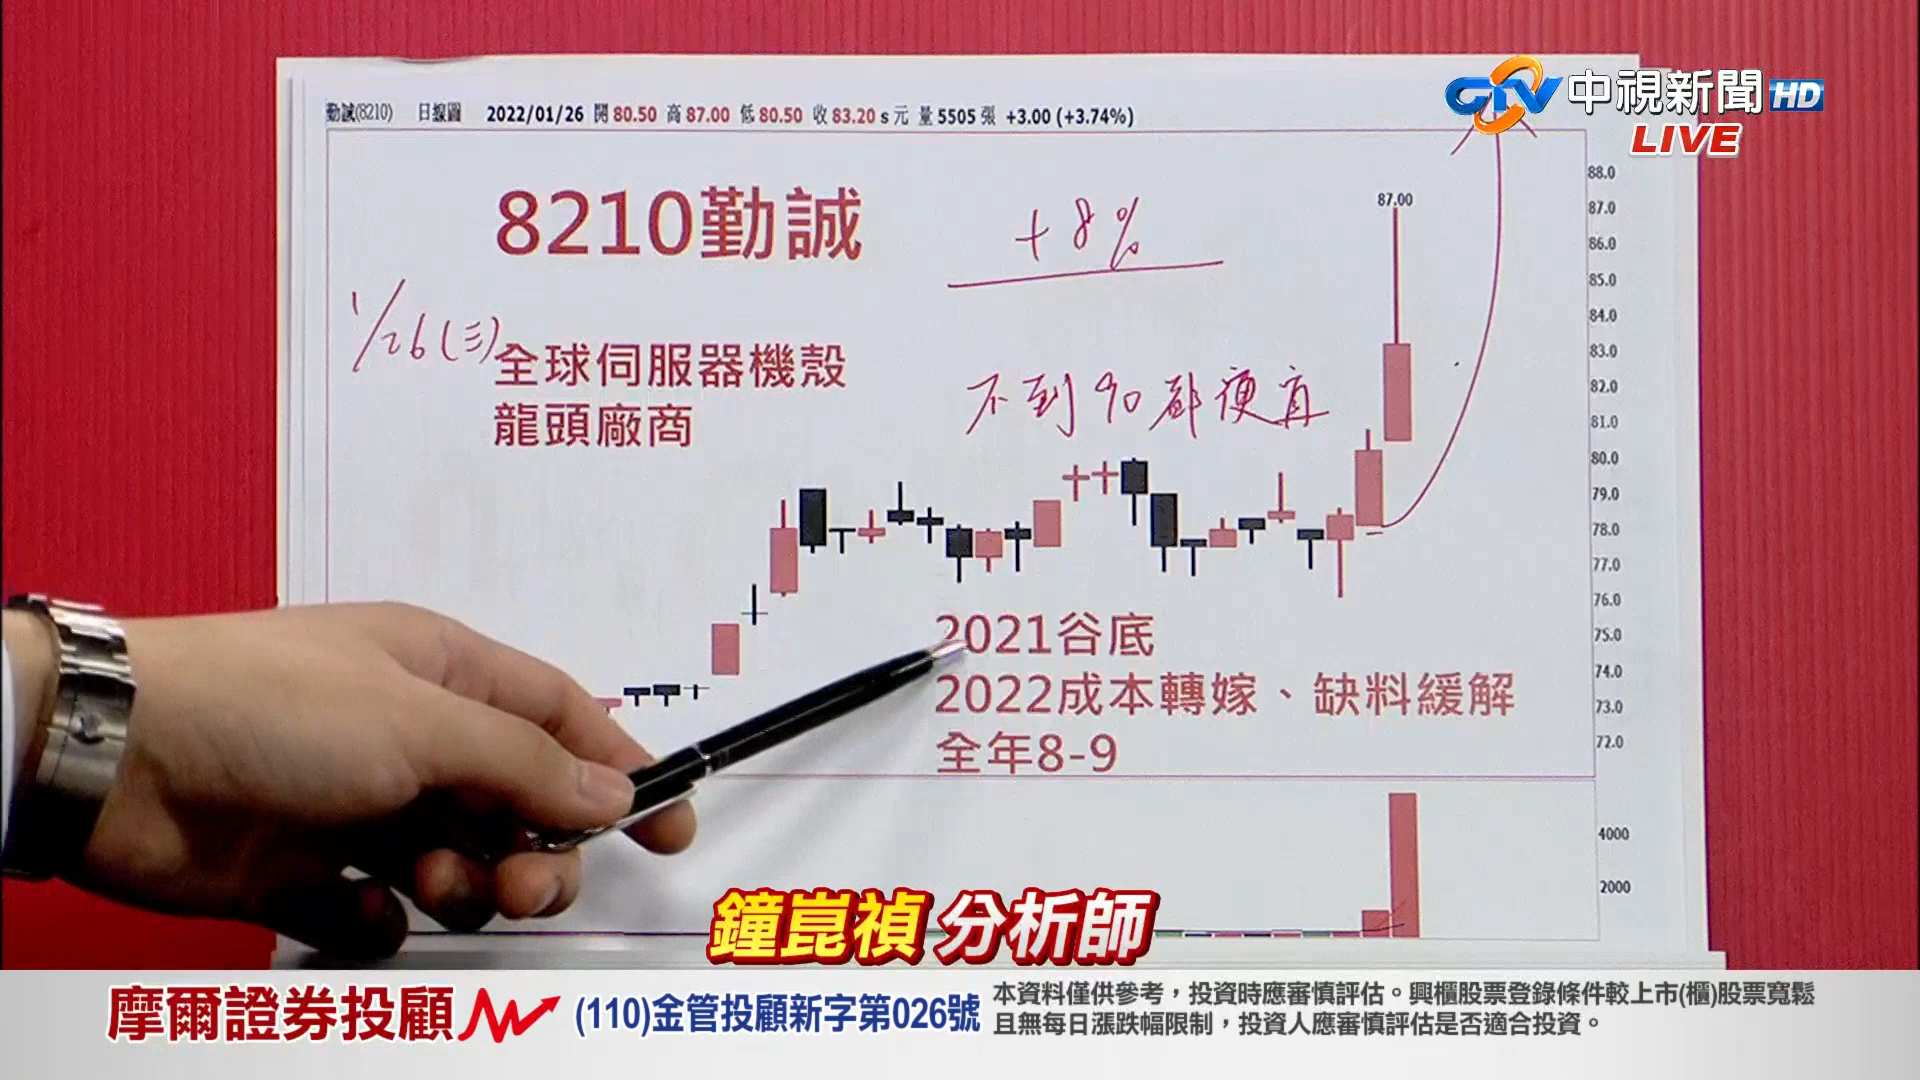 CTV 中視新聞 HD
LIVE
勤誠(8210) 日線圖 2022/01/26 開 80.50 高 87.00 低 80.50 收 83.20 s 元 量 5505 張 +3.00 (+3.74%)
8210勤誠
+8%
87.00
1/26(三)
全球伺服器機殼
龍頭廠商
不到90都便宜
88.0
87.0
86.0
85.0
84.0
83.0
82.0
81.0
80.0
79.0
78.0
77.0
76.0
75.0
74.0
73.0
72.0
2021谷底
2022成本轉嫁、缺料緩解
全年8-9
4000
2000
鐘崑禎 分析師
摩爾證券投顧
(110)金管投顧新字第026號
本資料僅供參考，投資時應審慎評估。興櫃股票登錄條件較上市(櫃)股票寬鬆
且無每日漲跌幅限制，投資人應審慎評估是否適合投資。